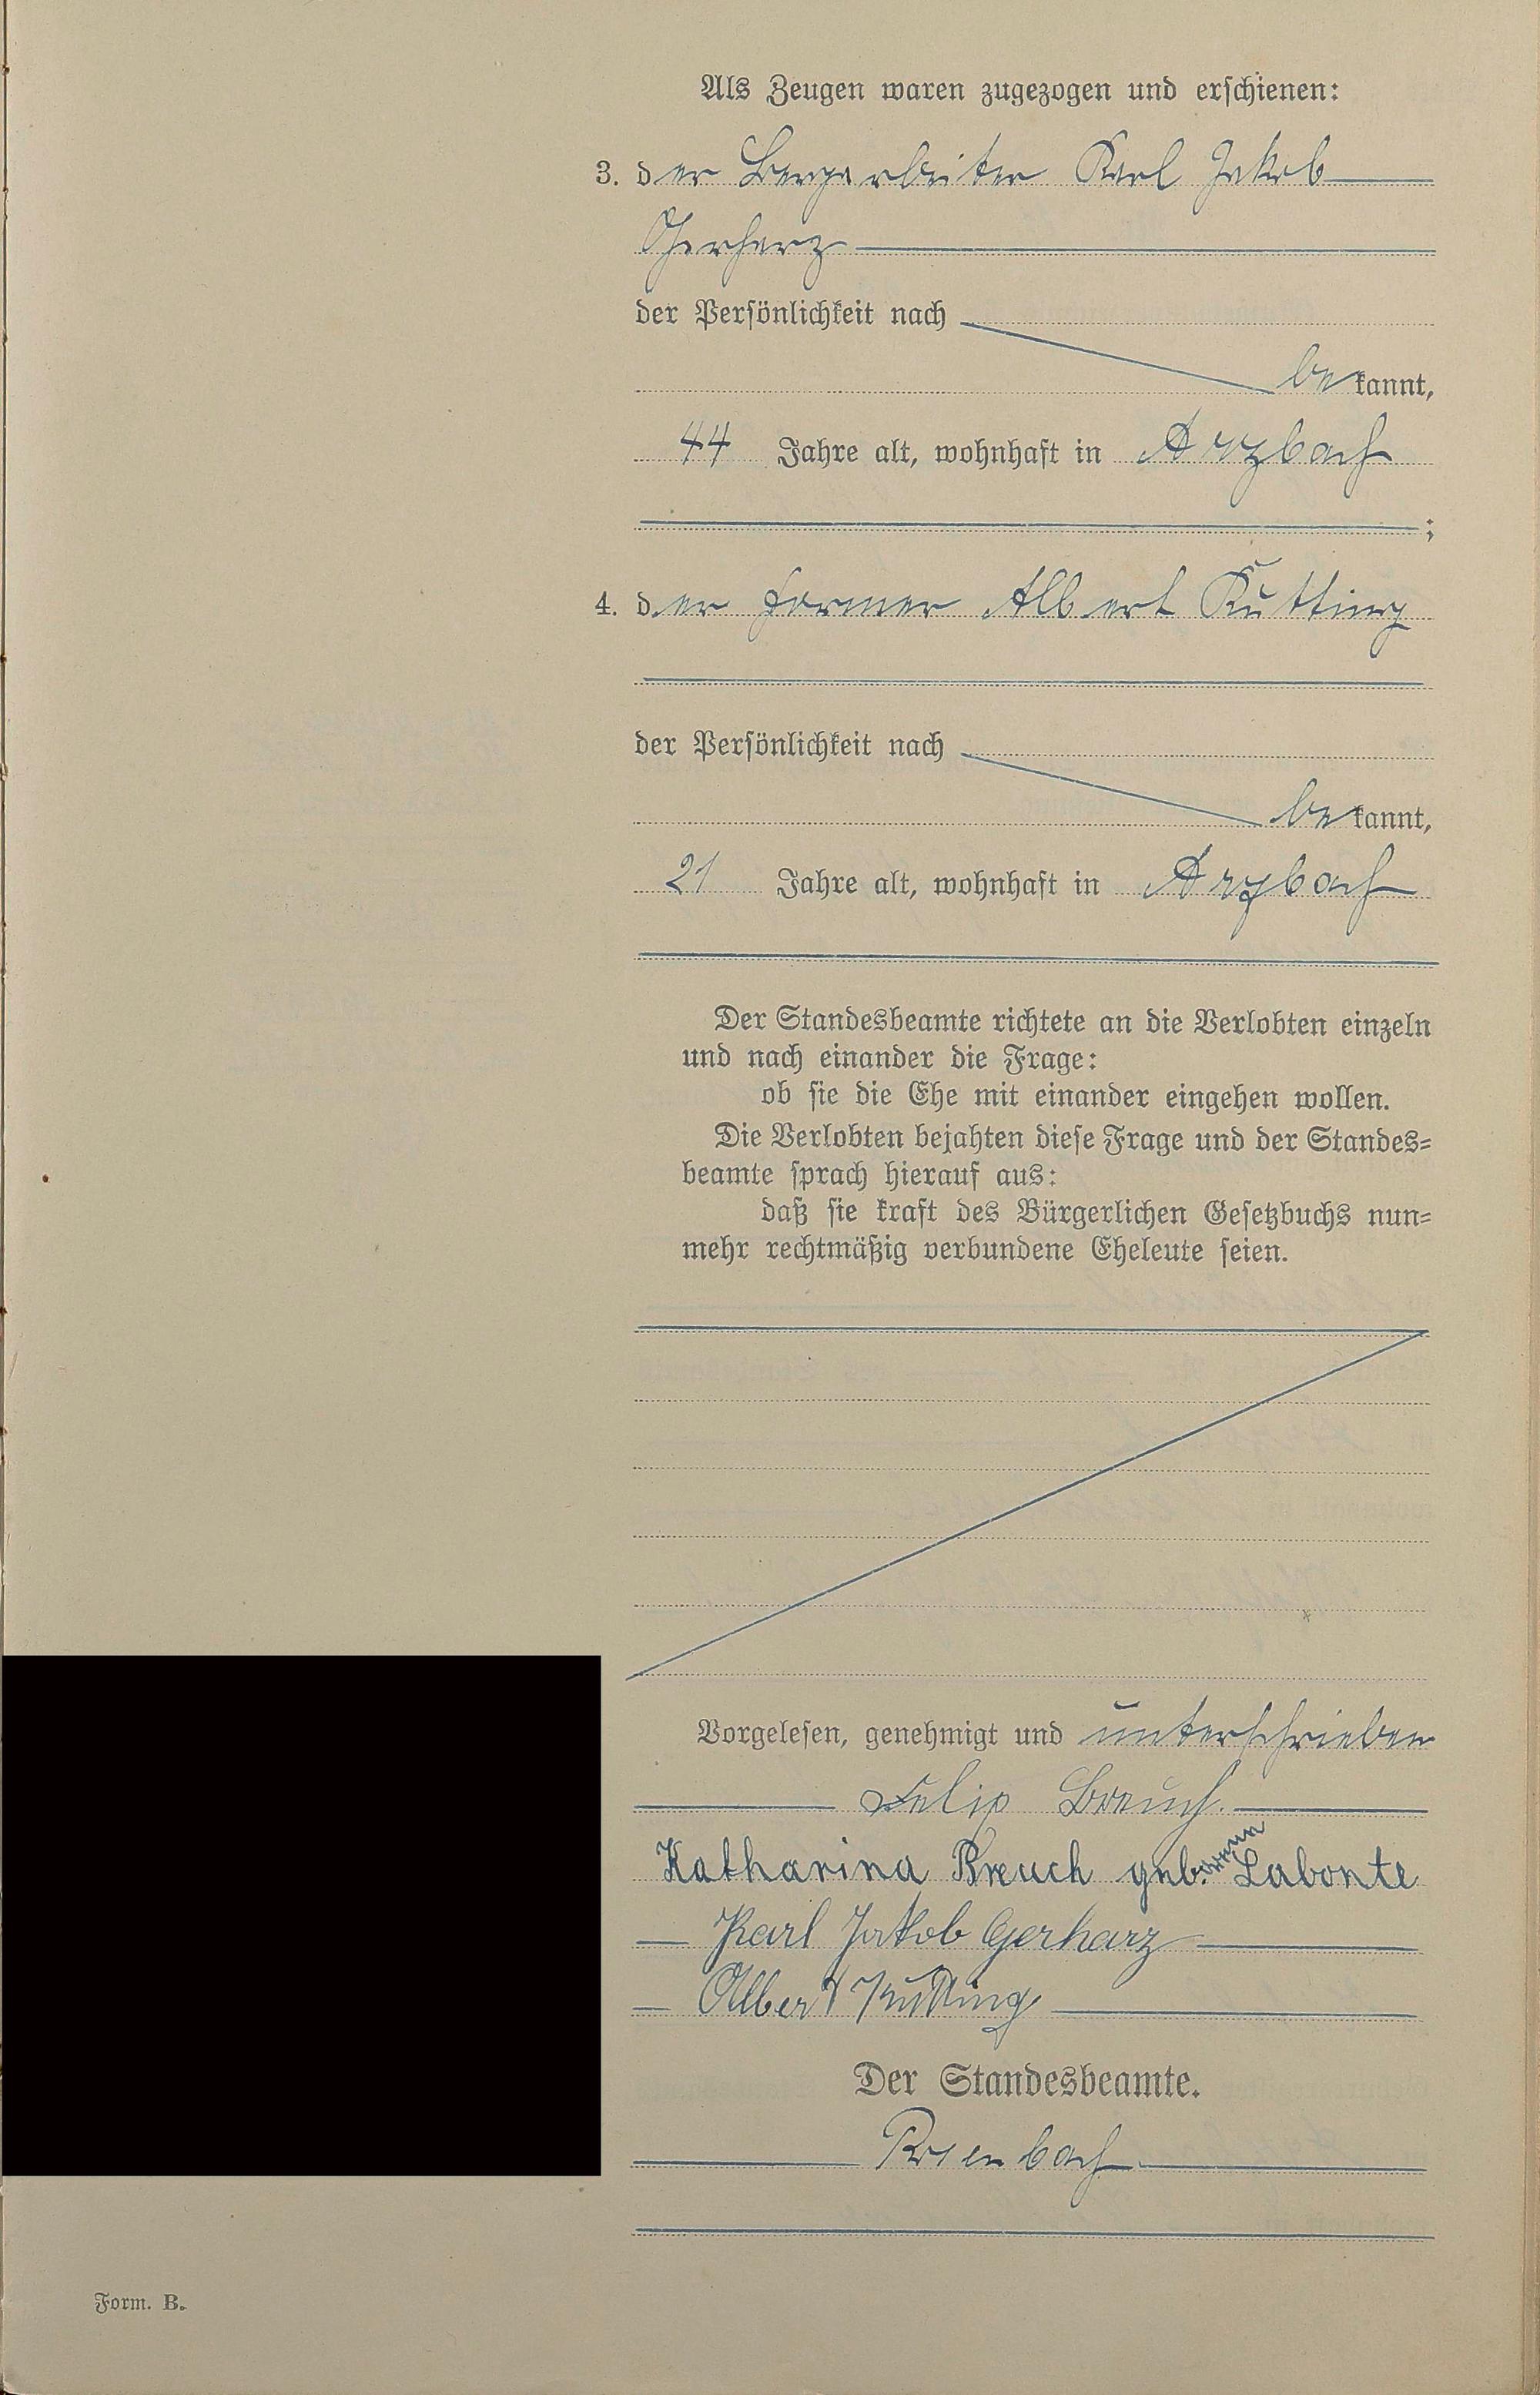 Als Zeugen waren zugezogen und erschienen:
3. der Bergarbeiter Karl Jakob
Gerharz
der Persönlichkeit nach
bekannt,
44 Jahre alt, wohnhaft in Arzbach
;
4. der Former Albert Kutting
der Persönlichkeit nach
bekannt,
21 Jahre alt, wohnhaft in Arzbach
Der Standesbeamte richtete an die Verlobten einzeln
und nach einander die Frage:
ob sie die Ehe mit einander eingehen wollen.
Die Verlobten bejahten diese Frage und der Standes=
beamte sprach hierauf aus:
daß sie kraft des Bürgerlichen Gesetzbuchs nun=
mehr rechtmäßig verbundene Eheleute seien.
Vorgelesen, genehmigt und unterschrieben
Breuch.
Katharina Breuch geb. Labonte
Karl Jakob Gerharz
Albert Kutting
Der Standesbeamte.
Form. B.